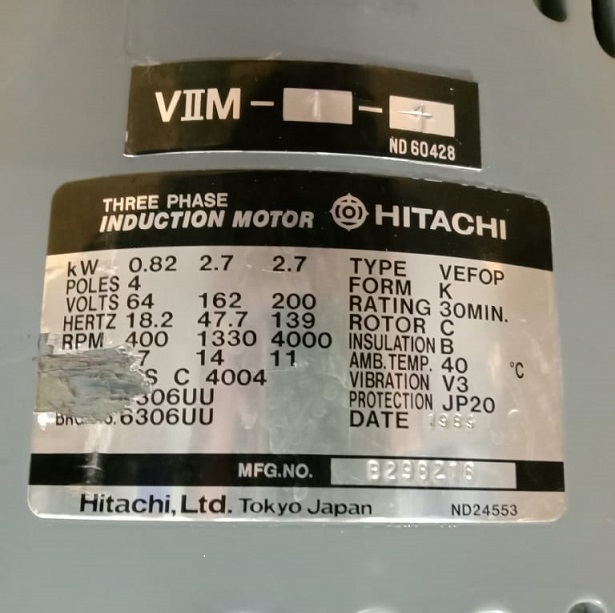 VIIM - 1 - 4
ND 60428
THREE PHASE
INDUCTION MOTOR HITACHI
kW 0.82 2.7 2.7
POLES 4
VOLTS 64 162 200
HERTZ 18.2 47.7 139
RPM 400 1330 4000
7 14 11
S C 4004
6306UU
6306UU
TYPE VEFOP
FORM K
RATING 30MIN.
ROTOR C
INSULATION B
AMB.TEMP. 40 °C
VIBRATION V3
PROTECTION JP20
DATE
MFG.NO.
Hitachi, Ltd. Tokyo Japan ND24553